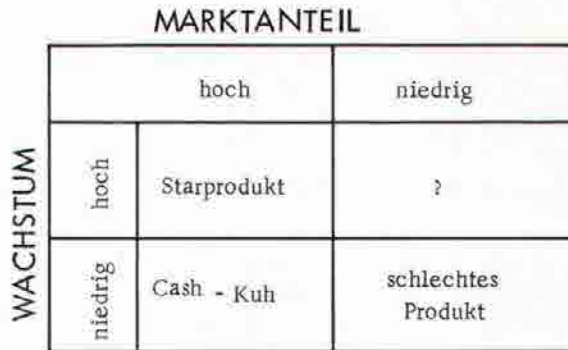 MARKTANTEIL
hoch niedrig
WACHSTUM
hoch Starprodukt ?
niedrig Cash - Kuh schlechtes
Produkt